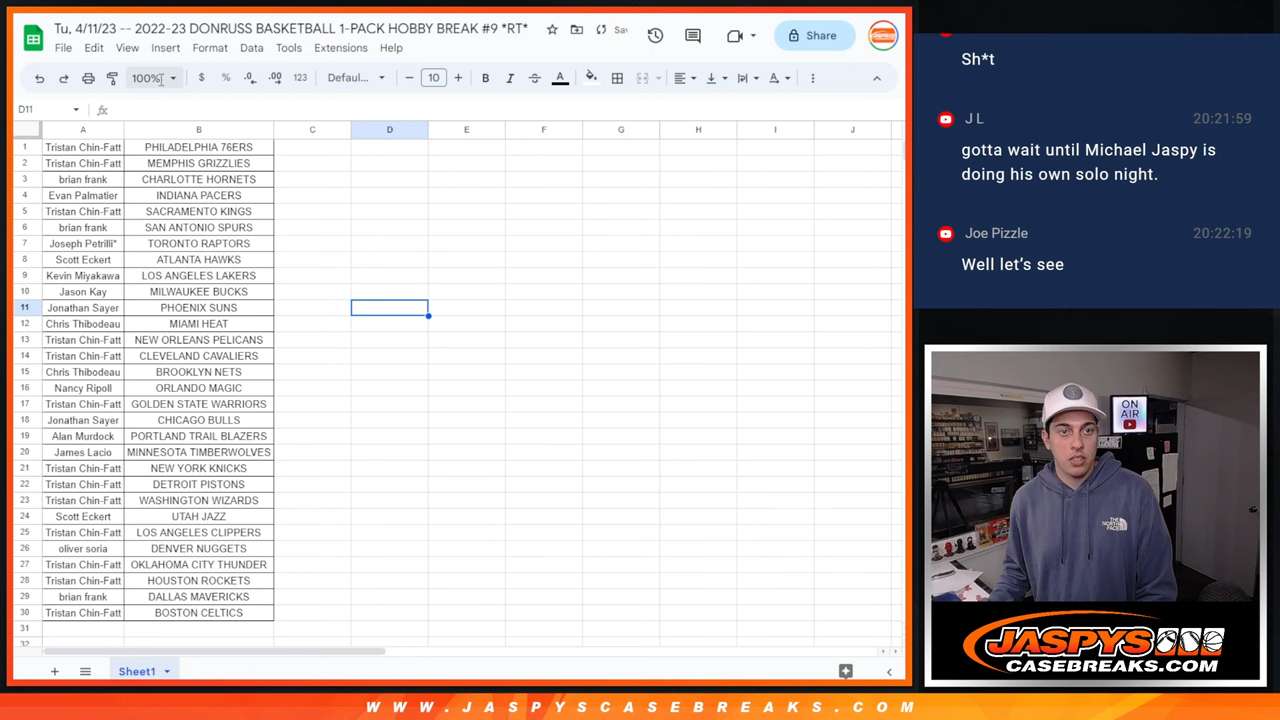 Tu, 4/11/23 -- 2022-23 DONRUSS BASKETBALL 1-PACK HOBBY BREAK #9 *RT*
Share
File Edit View Insert Format Data Tools Extensions Help
100% $ % .0 .00 123 Defaul... 10 B I S A
D11 fx
A B C D E F G H I J
1 Tristan Chin-Fatt PHILADELPHIA 76ERS
2 Tristan Chin-Fatt MEMPHIS GRIZZLIES
3 brian frank CHARLOTTE HORNETS
4 Evan Palmatier INDIANA PACERS
5 Tristan Chin-Fatt SACRAMENTO KINGS
6 brian frank SAN ANTONIO SPURS
7 Joseph Petrilli* TORONTO RAPTORS
8 Scott Eckert ATLANTA HAWKS
9 Kevin Miyakawa LOS ANGELES LAKERS
10 Jason Kay MILWAUKEE BUCKS
11 Jonathan Sayer PHOENIX SUNS
12 Chris Thibodeau MIAMI HEAT
13 Tristan Chin-Fatt NEW ORLEANS PELICANS
14 Tristan Chin-Fatt CLEVELAND CAVALIERS
15 Chris Thibodeau BROOKLYN NETS
16 Nancy Ripoll ORLANDO MAGIC
17 Tristan Chin-Fatt GOLDEN STATE WARRIORS
18 Jonathan Sayer CHICAGO BULLS
19 Alan Murdock PORTLAND TRAIL BLAZERS
20 James Lacio MINNESOTA TIMBERWOLVES
21 Tristan Chin-Fatt NEW YORK KNICKS
22 Tristan Chin-Fatt DETROIT PISTONS
23 Tristan Chin-Fatt WASHINGTON WIZARDS
24 Scott Eckert UTAH JAZZ
25 Tristan Chin-Fatt LOS ANGELES CLIPPERS
26 oliver soria DENVER NUGGETS
27 Tristan Chin-Fatt OKLAHOMA CITY THUNDER
28 Tristan Chin-Fatt HOUSTON ROCKETS
29 brian frank DALLAS MAVERICKS
30 Tristan Chin-Fatt BOSTON CELTICS
31
32
Sheet1
Sh*t
J L 20:21:59
gotta wait until Michael Jaspy is
doing his own solo night.
Joe Pizzle 20:22:19
Well let's see
ON
AIR
THE
NORTH
FACE
JASPYS
CASEBREAKS.COM
WWW.JASPYSCASEBREAKS.COM